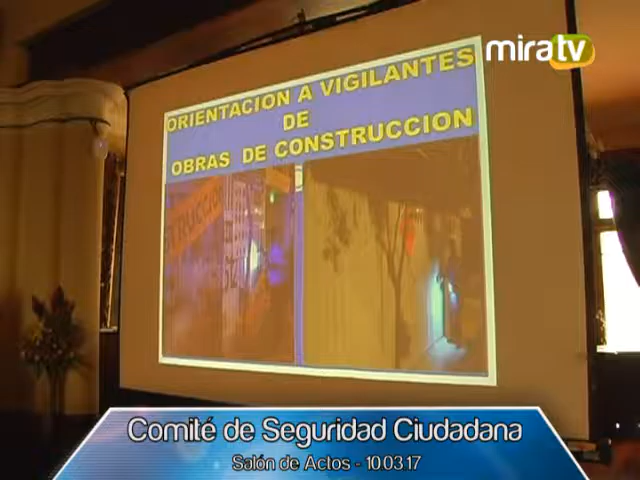 miratv
ORIENTACION A VIGILANTES
DE
OBRAS DE CONSTRUCCION
Comité de Seguridad Ciudadana
Salón de Actos - 10.03.17